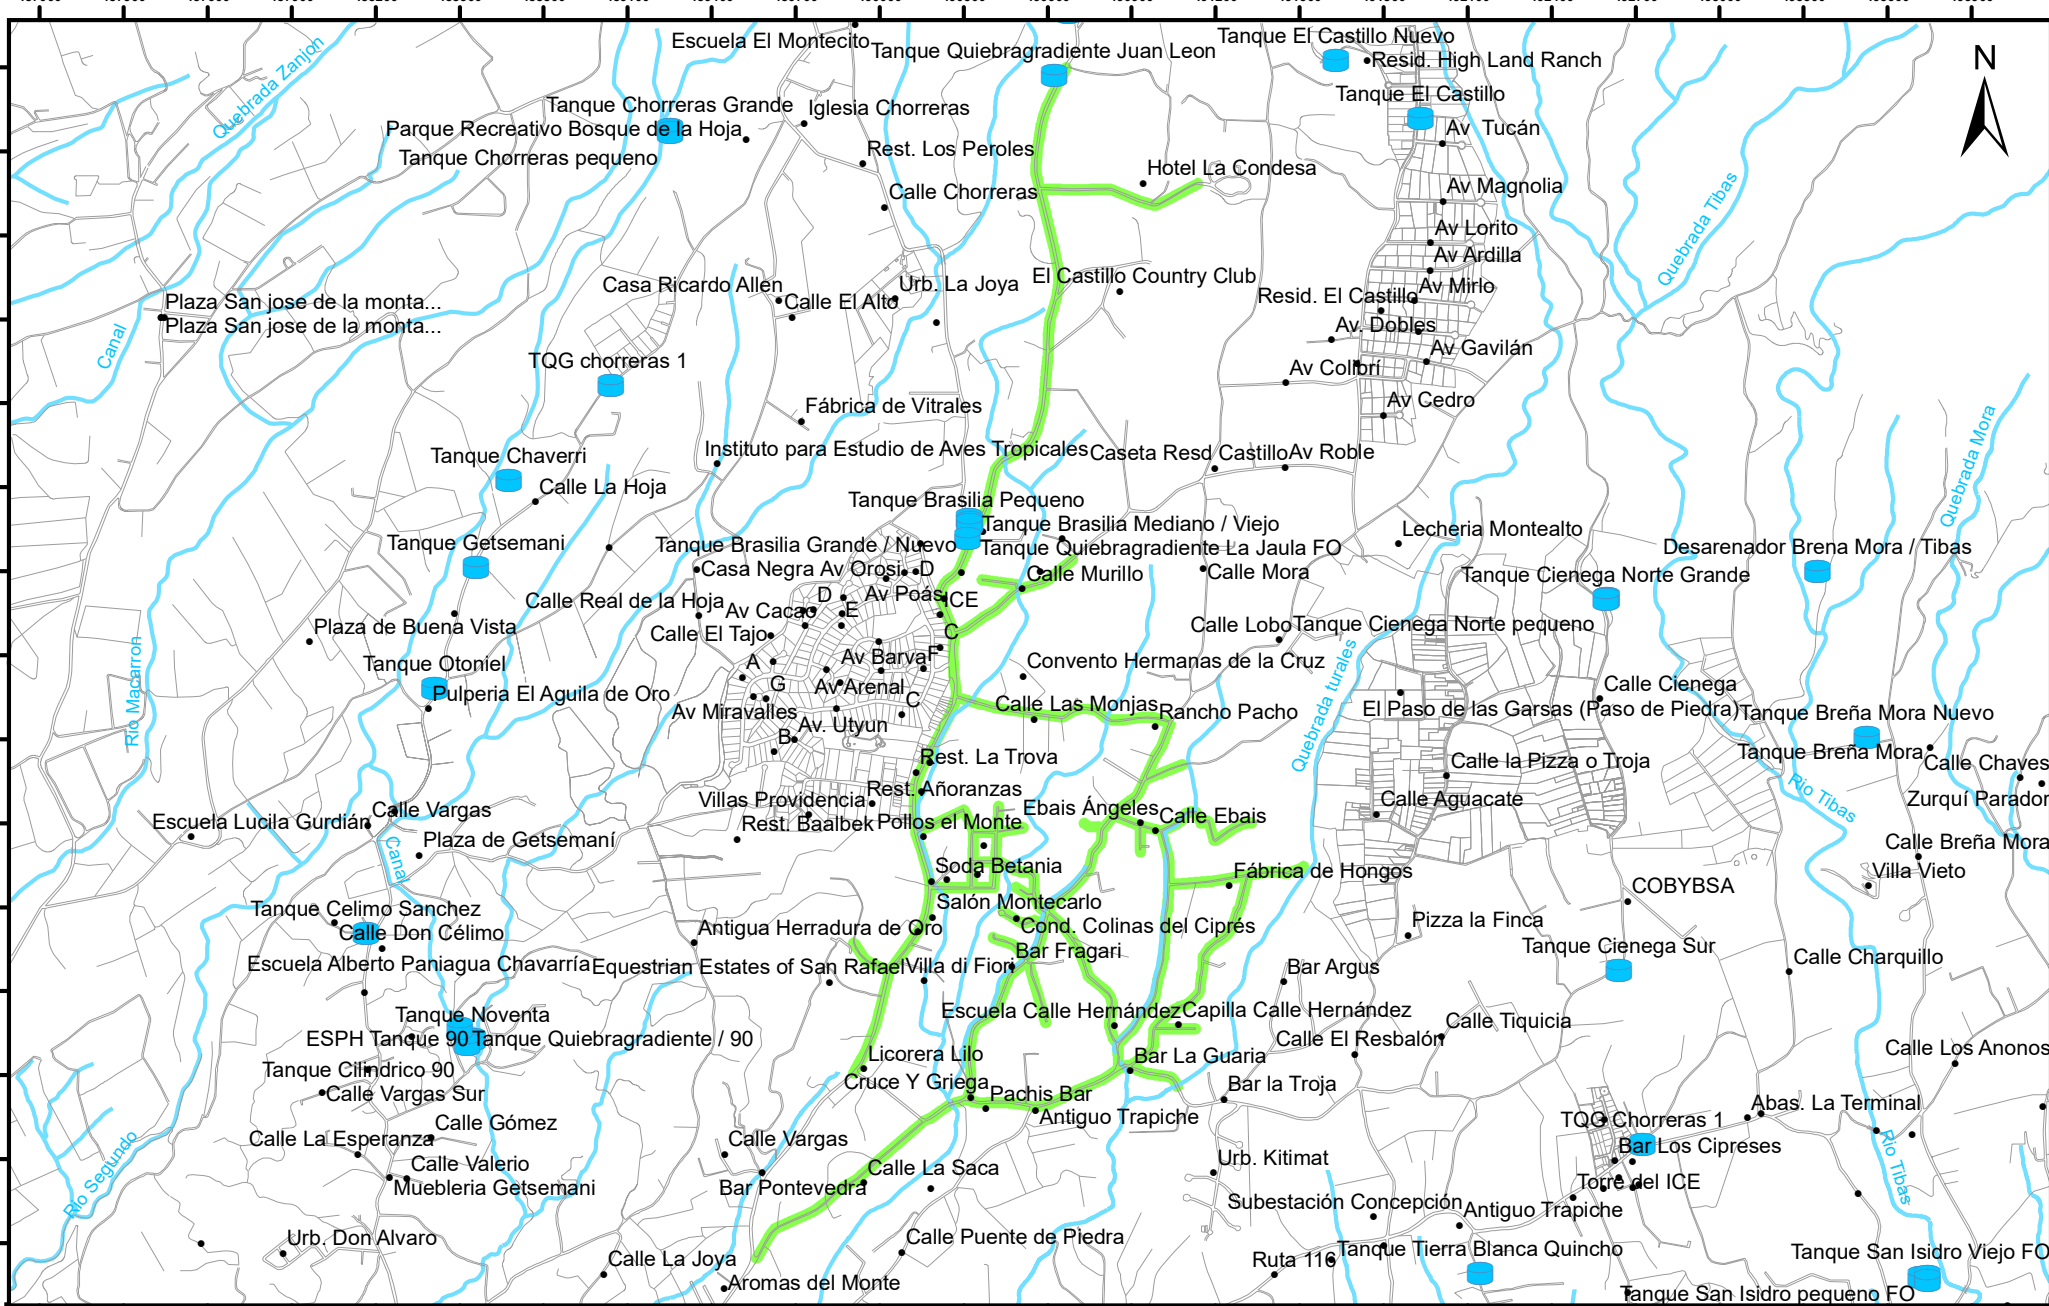 Escuela El Montecito
Tanque Quiebragradiente Juan Leon
Tanque El Castillo Nuevo
Resid. High Land Ranch
N
Quebrada Zanjon
Tanque Chorreras Grande
Iglesia Chorreras
Tanque El Castillo
Parque Recreativo Bosque de la Hoja
Av Tucán
Tanque Chorreras pequeno
Rest. Los Peroles
Hotel La Condesa
Calle Chorreras
Av Magnolia
Quebrada Tibas
Av Lorito
Av Ardilla
Casa Ricardo Allen
Urb. La Joya
El Castillo Country Club
Av Mirlo
Resid. El Castillo
Plaza San jose de la monta...
Calle El Alto
Plaza San jose de la monta...
Av. Dobles
Canal
Av Gavilán
TQG chorreras 1
Av Colibrí
Fábrica de Vitrales
Av Cedro
Quebrada Mora
Tanque Chaverri
Instituto para Estudio de Aves Tropicales
Caseta Resd Castillo
Av Roble
Calle La Hoja
Tanque Brasilia Pequeno
Tanque Brasilia Mediano / Viejo
Lecheria Montealto
Tanque Getsemani
Tanque Brasilia Grande / Nuevo
Tanque Quiebragradiente La Jaula FO
Desarenador Brena Mora / Tibas
Casa Negra
Av Orosi
D
Calle Murillo
Calle Mora
Tanque Cienega Norte Grande
Calle Real de la Hoja
Av Cacao
D
E
Av Poás
ICE
Plaza de Buena Vista
Calle El Tajo
C
Calle Lobo
Tanque Cienega Norte pequeno
Rio Macarron
Tanque Otoniel
A
Av Barva
F
Convento Hermanas de la Cruz
Quebrada turales
Pulperia El Aguila de Oro
G
Av Arenal
C
Calle Cienega
Av Miravalles
Av. Utyun
Calle Las Monjas
Rancho Pacho
El Paso de las Garsas (Paso de Piedra)
Tanque Breña Mora Nuevo
B
Rest. La Trova
Tanque Breña Mora
Calle la Pizza o Troja
Calle Chaves
Rest. Añoranzas
Villas Providencia
Calle Vargas
Ebais Ángeles
Calle Ebais
Calle Aguacate
Rio Tibas
Zurquí Parador
Escuela Lucila Gurdián
Rest. Baalbek
Pollos el Monte
Plaza de Getsemaní
Calle Breña Mora
Canal
Soda Betania
Fábrica de Hongos
Villa Vieto
COBYBSA
Tanque Celimo Sanchez
Salón Montecarlo
Calle Don Célimo
Antigua Herradura de Oro
Cond. Colinas del Ciprés
Pizza la Finca
Bar Fragari
Tanque Cienega Sur
Escuela Alberto Paniagua Chavarría
Equestrian Estates of San Rafael
Villa di Fiori
Bar Argus
Calle Charquillo
Tanque Noventa
Escuela Calle Hernández
Capilla Calle Hernández
Calle Tiquicia
ESPH Tanque 90
Tanque Quiebragradiente / 90
Calle El Resbalón
Calle Los Anonos
Licorera Lilo
Bar La Guaria
Tanque Cilindrico 90
Cruce Y Griega
Bar la Troja
Calle Vargas Sur
Pachis Bar
Abas. La Terminal
Antiguo Trapiche
Calle Gómez
TQG Chorreras 1
Calle La Esperanza
Calle Vargas
Bar Los Cipreses
Calle Valerio
Calle La Saca
Urb. Kitimat
Rio Segundo
Muebleria Getsemani
Bar Pontevedra
Torre del ICE
Rio Tibas
Subestación Concepción
Antiguo Trapiche
Urb. Don Alvaro
Calle Puente de Piedra
Calle La Joya
Ruta 116
Tanque Tierra Blanca Quincho
Tanque San Isidro Viejo FO
Aromas del Monte
Tanque San Isidro pequeno FO